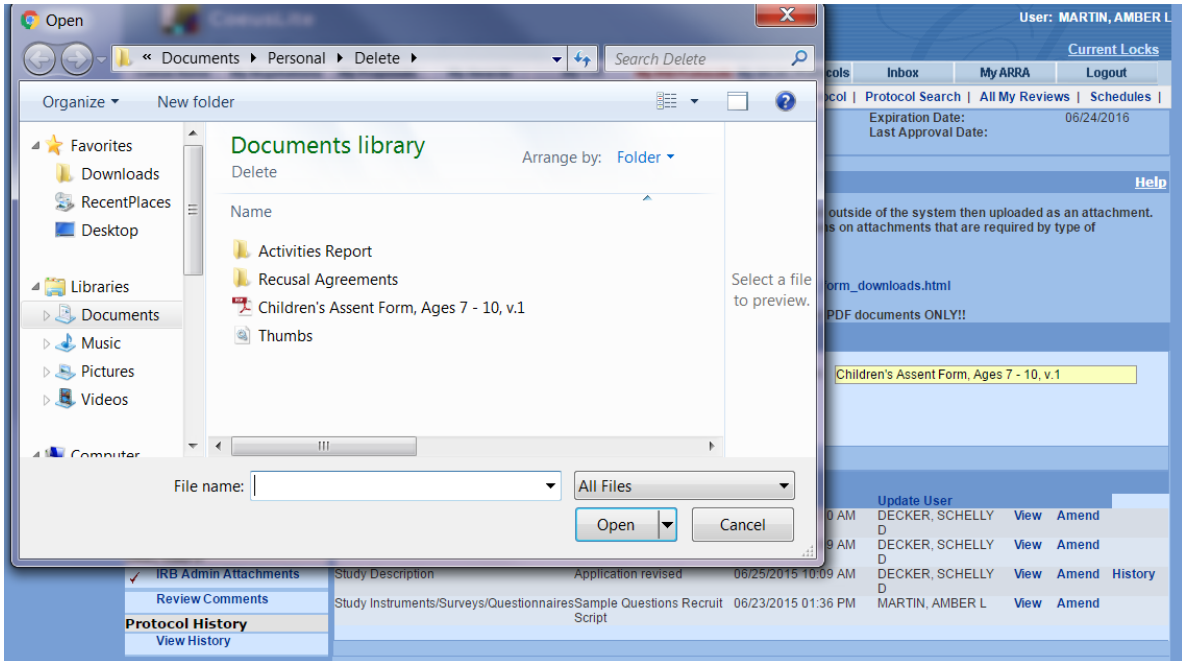 Open
CoeusLite
User: MARTIN, AMBER L
Current Locks
« Documents Personal Delete
Search Delete
cols Inbox My ARRA Logout
Organize New folder
ocol | Protocol Search | All My Reviews | Schedules |
Expiration Date: 06/24/2016
Last Approval Date:
Favorites
Downloads
RecentPlaces
Desktop
Libraries
Documents
Music
Pictures
Videos
Computer
Documents library
Delete
Arrange by: Folder
Name
Activities Report
Recusal Agreements
Children's Assent Form, Ages 7 - 10, v.1
Thumbs
Select a file
to preview.
File name:
All Files
Open Cancel
Help
outside of the system then uploaded as an attachment.
ns on attachments that are required by type of
orm_downloads.html
PDF documents ONLY!!
Children's Assent Form, Ages 7 - 10, v.1
Update User
0 AM DECKER, SCHELLY D View Amend
9 AM DECKER, SCHELLY D View Amend
IRB Admin Attachments
Review Comments
Protocol History
View History
Study Description Application revised 06/25/2015 10:09 AM DECKER, SCHELLY D View Amend History
Study Instruments/Surveys/Questionnaires Sample Questions Recruit Script 06/23/2015 01:36 PM MARTIN, AMBER L View Amend